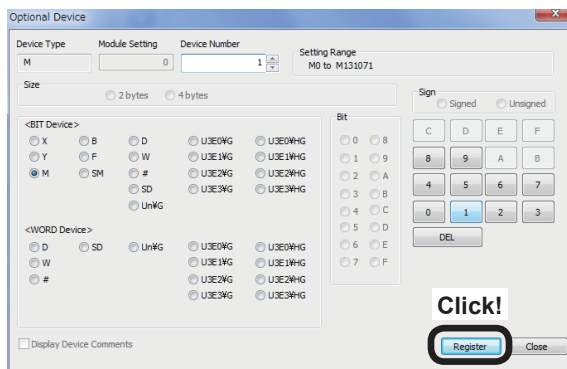 Optional Device
Device Type Module Setting Device Number
M 0 1
Setting Range
M0 to M131071
Size
2 bytes 4 bytes
Sign
Signed Unsigned
<BIT Device>
X B D U3E0¥G U3E0¥HG
Y F W U3E1¥G U3E1¥HG
M SM # U3E2¥G U3E2¥HG
SD U3E3¥G U3E3¥HG
Un¥G
<WORD Device>
D SD Un¥G U3E0¥G U3E0¥HG
W U3E1¥G U3E1¥HG
# U3E2¥G U3E2¥HG
U3E3¥G U3E3¥HG
Bit
0 8
1 9
2 A
3 B
4 C
5 D
6 E
7 F
C D E F
8 9 A B
4 5 6 7
0 1 2 3
DEL
Click!
Display Device Comments
Register Close